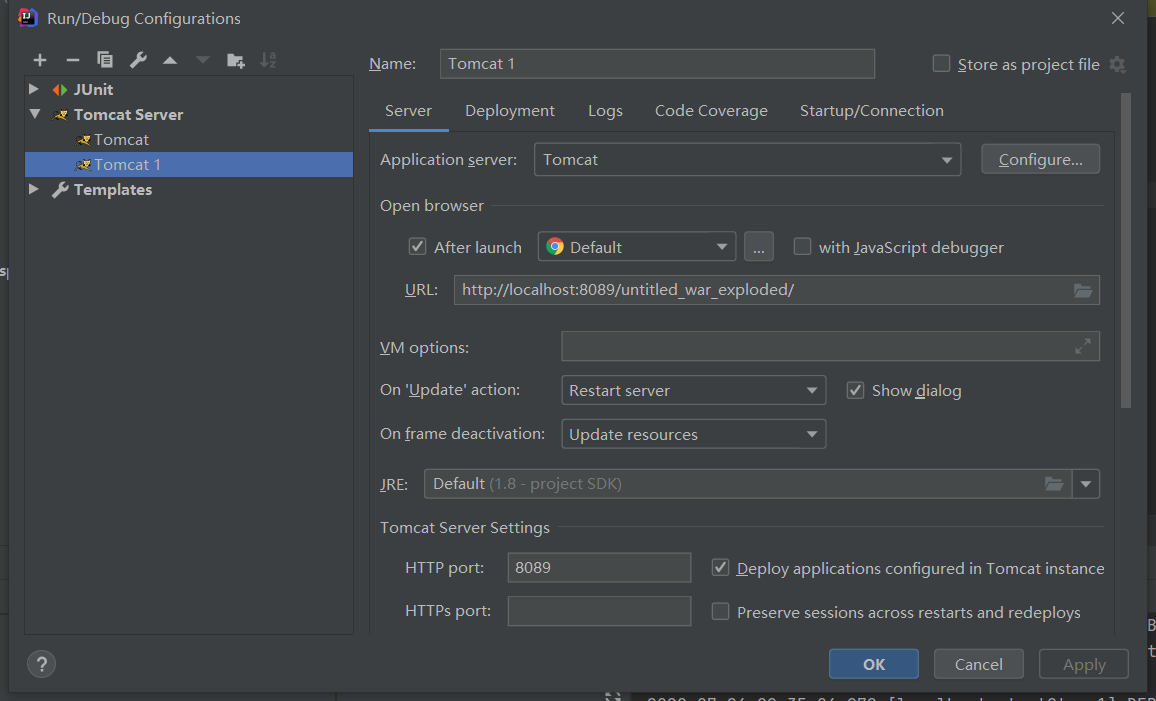 Run/Debug Configurations
Name: Tomcat 1 Store as project file
JUnit
Tomcat Server
Tomcat
Tomcat 1
Templates
Server Deployment Logs Code Coverage Startup/Connection
Application server: Tomcat Configure...
Open browser
After launch Default ... with JavaScript debugger
URL: http://localhost:8089/untitled_war_exploded/
VM options:
On 'Update' action: Restart server Show dialog
On frame deactivation: Update resources
JRE: Default (1.8 - project SDK)
Tomcat Server Settings
HTTP port: 8089 Deploy applications configured in Tomcat instance
HTTPs port: Preserve sessions across restarts and redeploys
? OK Cancel Apply